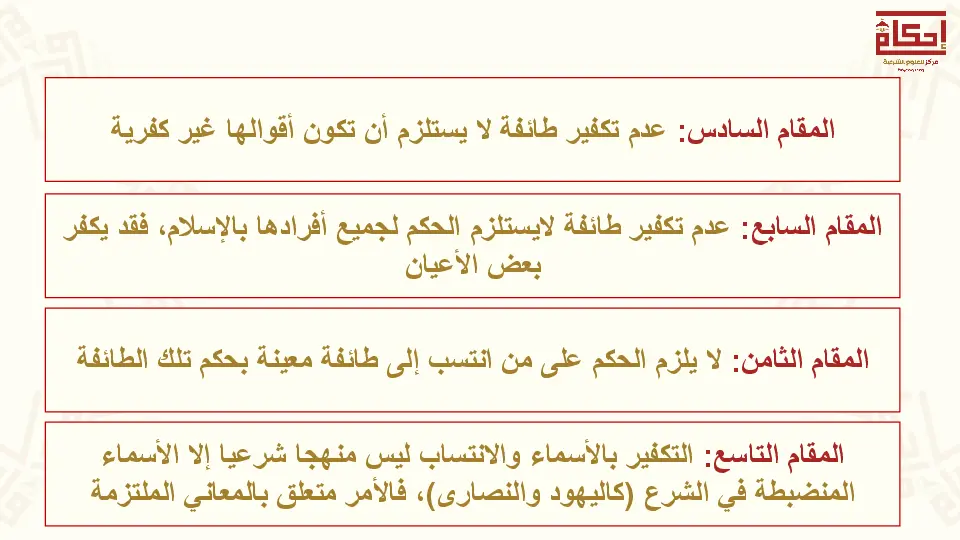 إحكام
مركز للعلوم الشرعية
المقام السادس: عدم تكفير طائفة لا يستلزم أن تكون أقوالها غير كفرية
المقام السابع: عدم تكفير طائفة لايستلزم الحكم لجميع أفرادها بالإسلام، فقد يكفر
بعض الأعيان
المقام الثامن: لا يلزم الحكم على من انتسب إلى طائفة معينة بحكم تلك الطائفة
المقام التاسع: التكفير بالأسماء والانتساب ليس منهجا شرعيا إلا الأسماء
المنضبطة في الشرع (كاليهود والنصارى)، فالأمر متعلق بالمعاني الملتزمة